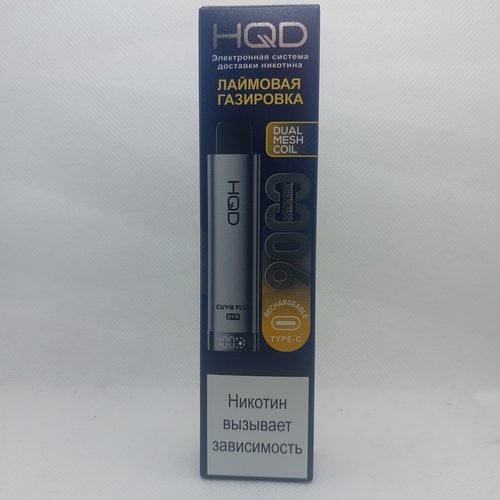 HQD
Электронная система
доставки никотина
ЛАЙМОВАЯ
ГАЗИРОВКА
DUAL
MESH
COIL
9000
HQD
CUVIE PLUS
pro
100
RECHARGEABLE
TYPE-C
Никотин
вызывает
зависимость